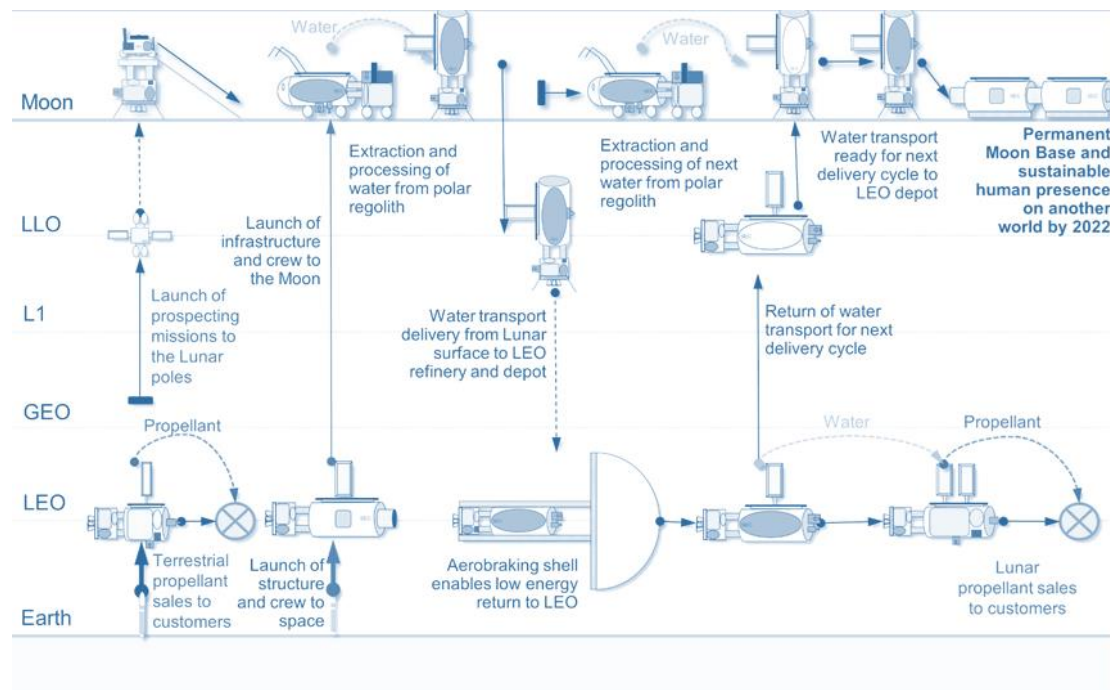 Water
Water
Moon
Extraction and
processing of
water from polar
regolith
Extraction and
processing of next
water from polar
regolith
Water transport
ready for next
delivery cycle to
LEO depot
Permanent
Moon Base and
sustainable
human presence
on another
world by 2022
LLO
Launch of
infrastructure
and crew to
the Moon
L1
Launch of
prospecting
missions to
the Lunar
poles
Water transport
delivery from Lunar
surface to LEO
refinery and depot
Return of water
transport for next
delivery cycle
GEO
Propellant
Water
Propellant
LEO
Terrestrial
propellant
sales to
customers
Launch of
structure
and crew to
space
Aerobraking shell
enables low energy
return to LEO
Lunar
propellant sales
to customers
Earth